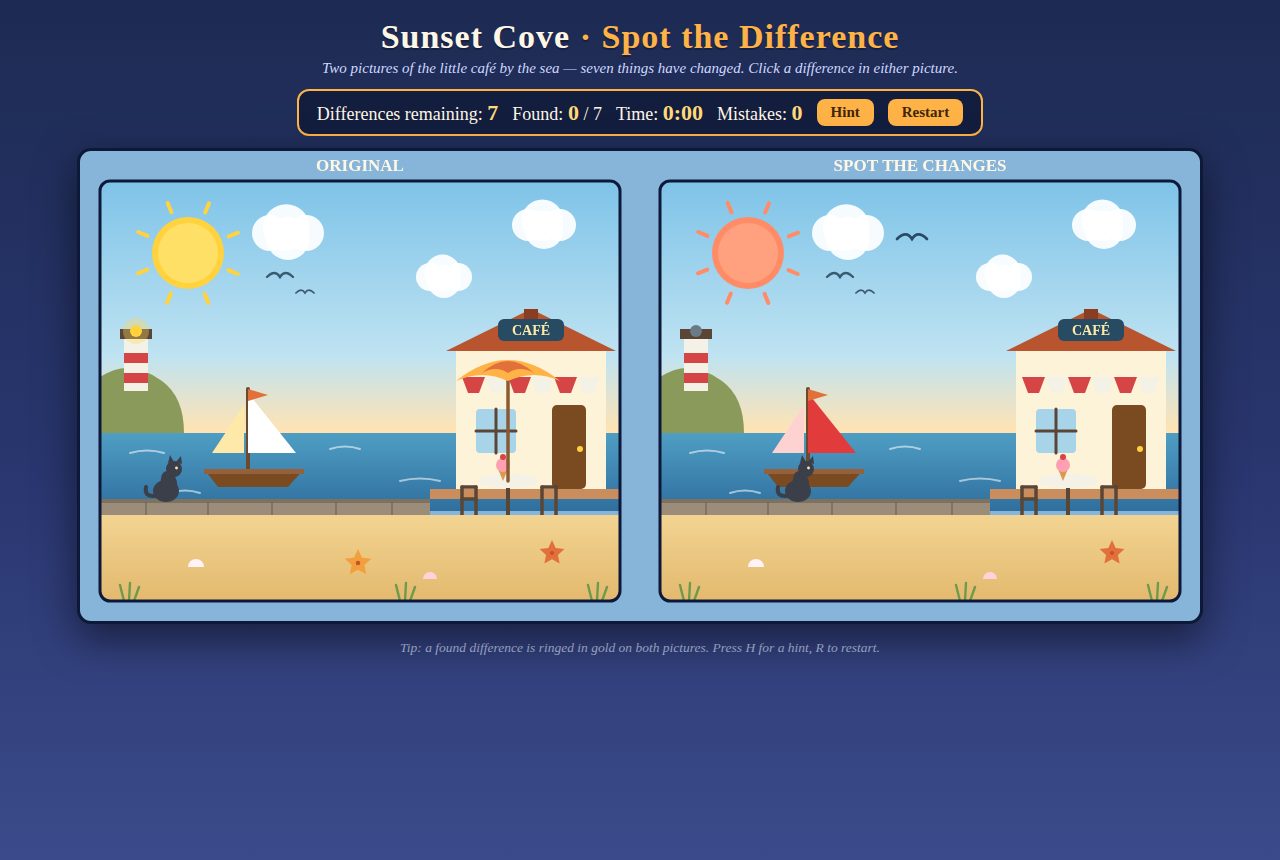 Sunset Cove · Spot the Difference
Two pictures of the little café by the sea — seven things have changed. Click a difference in either picture.
Differences remaining: 7 Found: 0 / 7 Time: 0:00 Mistakes: 0 Hint Restart
ORIGINAL
SPOT THE CHANGES
CAFÉ
CAFÉ
Tip: a found difference is ringed in gold on both pictures. Press H for a hint, R to restart.